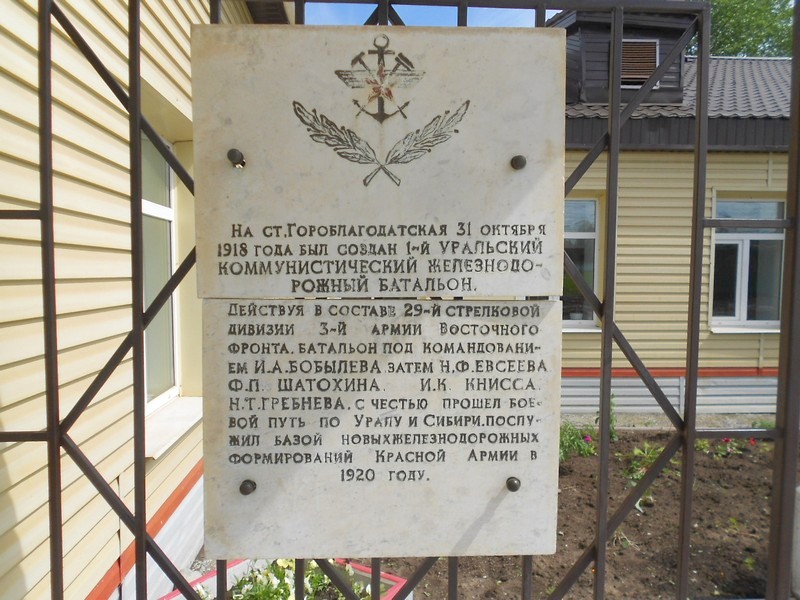 На ст.Гороблагодатская 31 октября
1918 года был создан 1-й Уральский
коммунистический железнодо-
рожный батальон.
Действуя в составе 29-й стрелковой
дивизии 3-й армии Восточного
фронта. батальон под командовани-
ем И.А.Бобылева затем Н.Ф.Евсеева
Ф.П. Шатохина. И.К. Книсса.
Н.Т.Гребнева. с честью прошел бое-
вой путь по Уралу и Сибири.послу-
жил базой новыхжелезнодорожных
формирований Красной Армии в
1920 году.